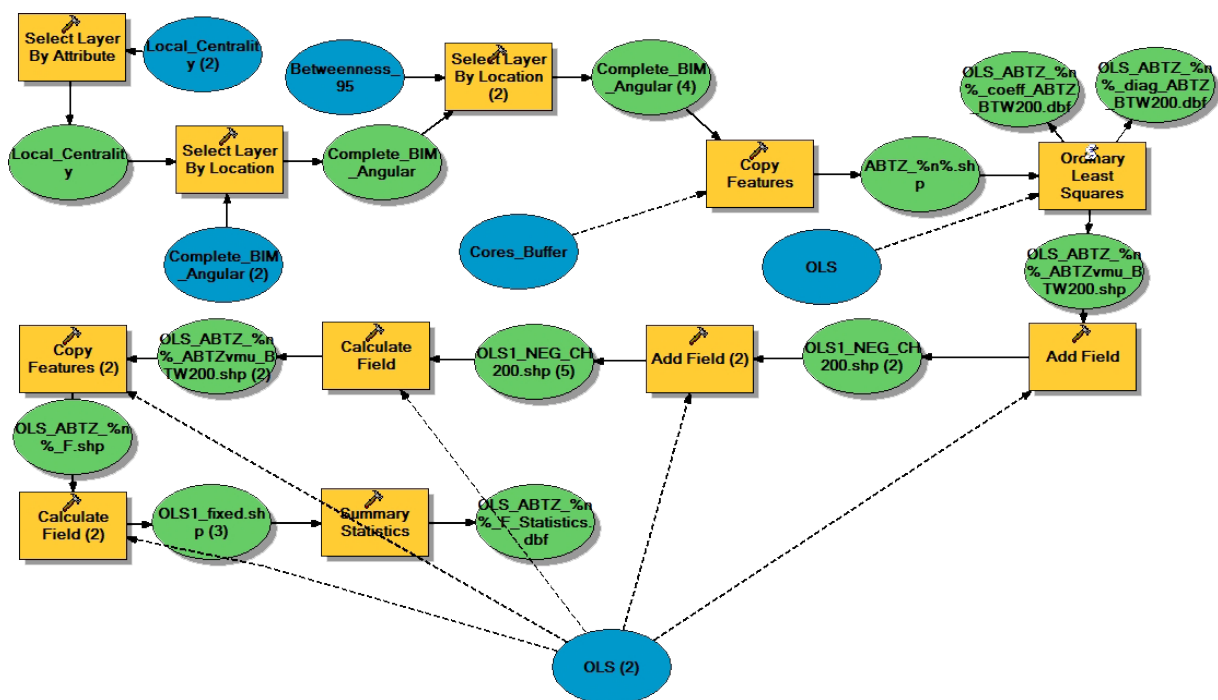 Select Layer
By Attribute
Local_Centralit
y (2)
Betweenness_
95
Select Layer
By Location
(2)
Complete_BIM
_Angular (4)
OLS_ABTZ_%n
%_coeff_ABTZ
_BTW200.dbf
OLS_ABTZ_%n
%_diag_ABTZ
_BTW200.dbf
Local_Centralit
y
Select Layer
By Location
Complete_BIM
_Angular
Copy
Features
ABTZ_%n%.sh
p
Ordinary
Least
Squares
Complete_BIM
_Angular (2)
Cores_Buffer
OLS
OLS_ABTZ_%n
%_ABTZvmu_B
TW200.shp
Copy
Features (2)
OLS_ABTZ_%n
%_ABTZvmu_B
TW200.shp (2)
Calculate
Field
OLS1_NEG_CH
200.shp (5)
Add Field (2)
OLS1_NEG_CH
200.shp (2)
Add Field
OLS_ABTZ_%n
%_F.shp
Calculate
Field (2)
OLS1_fixed.sh
p (3)
Summary
Statistics
OLS_ABTZ_%n
%_F_Statistics.
dbf
OLS (2)